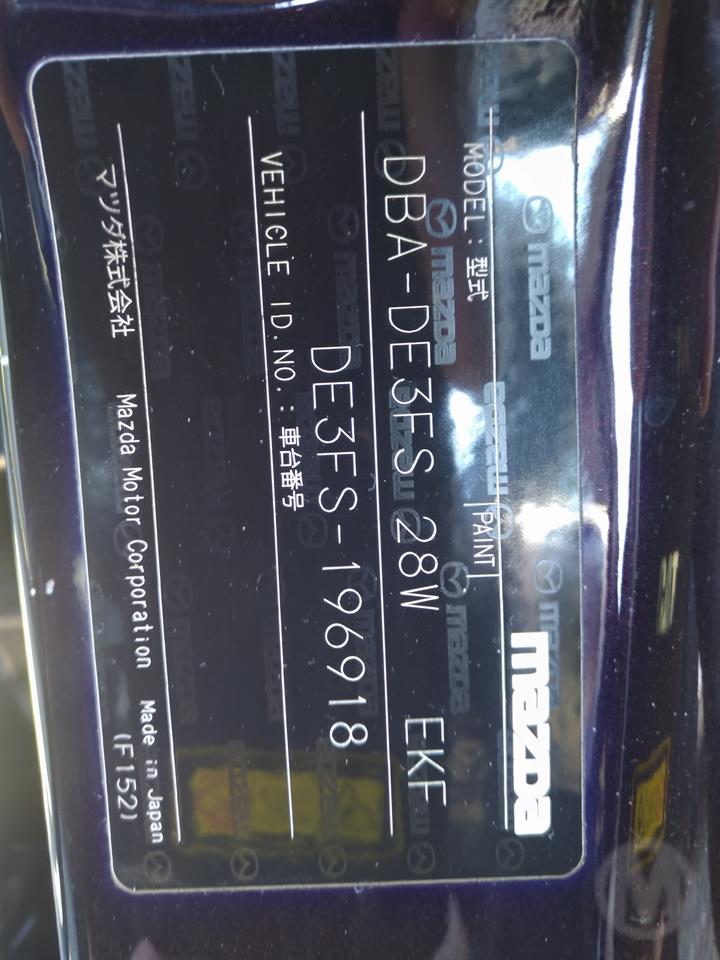 mazda
MODEL:型式 PAINT
DBA-DE3FS 28W EKF
VEHICLE ID.NO.:車台番号
DE3FS-196918
マツダ株式会社 Mazda Motor Corporation Made in Japan
(F152)